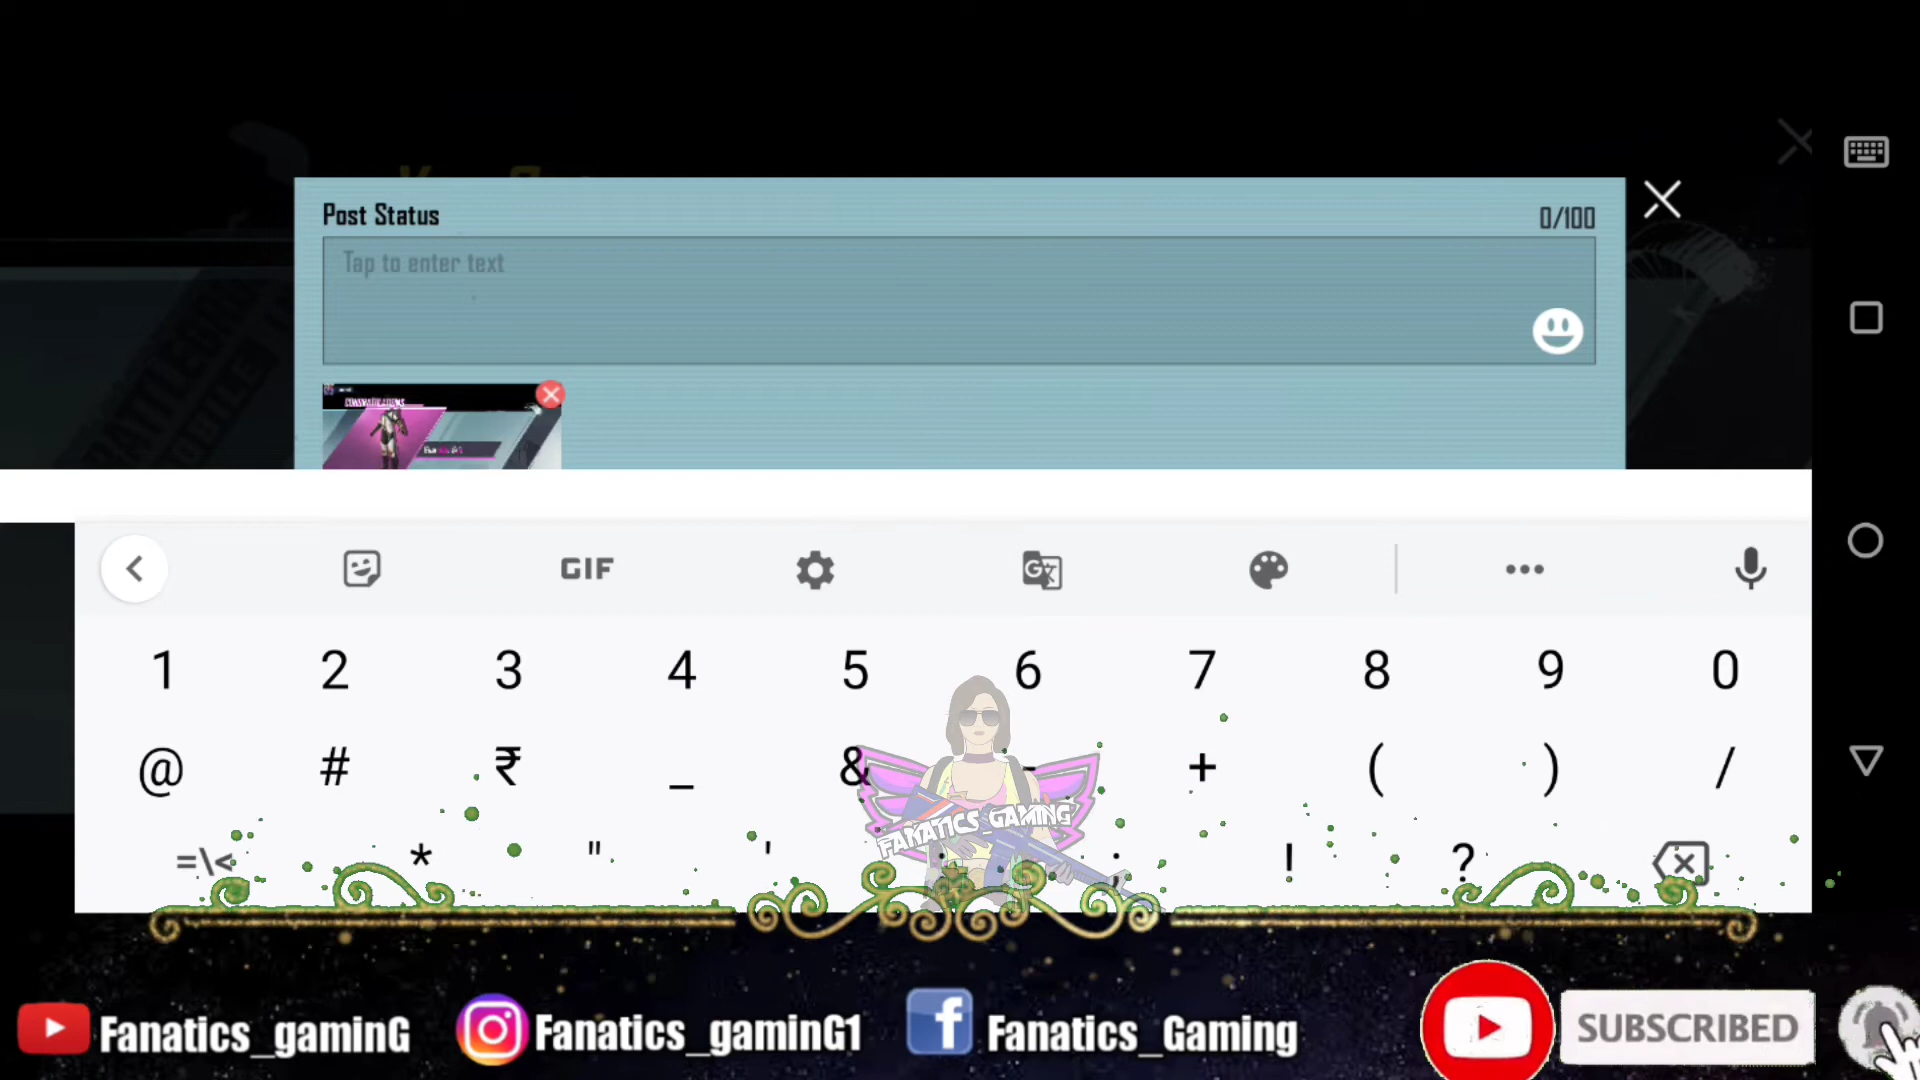 Post Status
0/100
Tap to enter text
CONGRATULATIONS
GIF
1 2 3 4 5 6 7 8 9 0
@ # ₹ _ & - + ( ) /
=\< * " ' : ; ! ?
FANATICS_GAMING
Fanatics_gaminG
Fanatics_gaminG1
Fanatics_Gaming
SUBSCRIBED